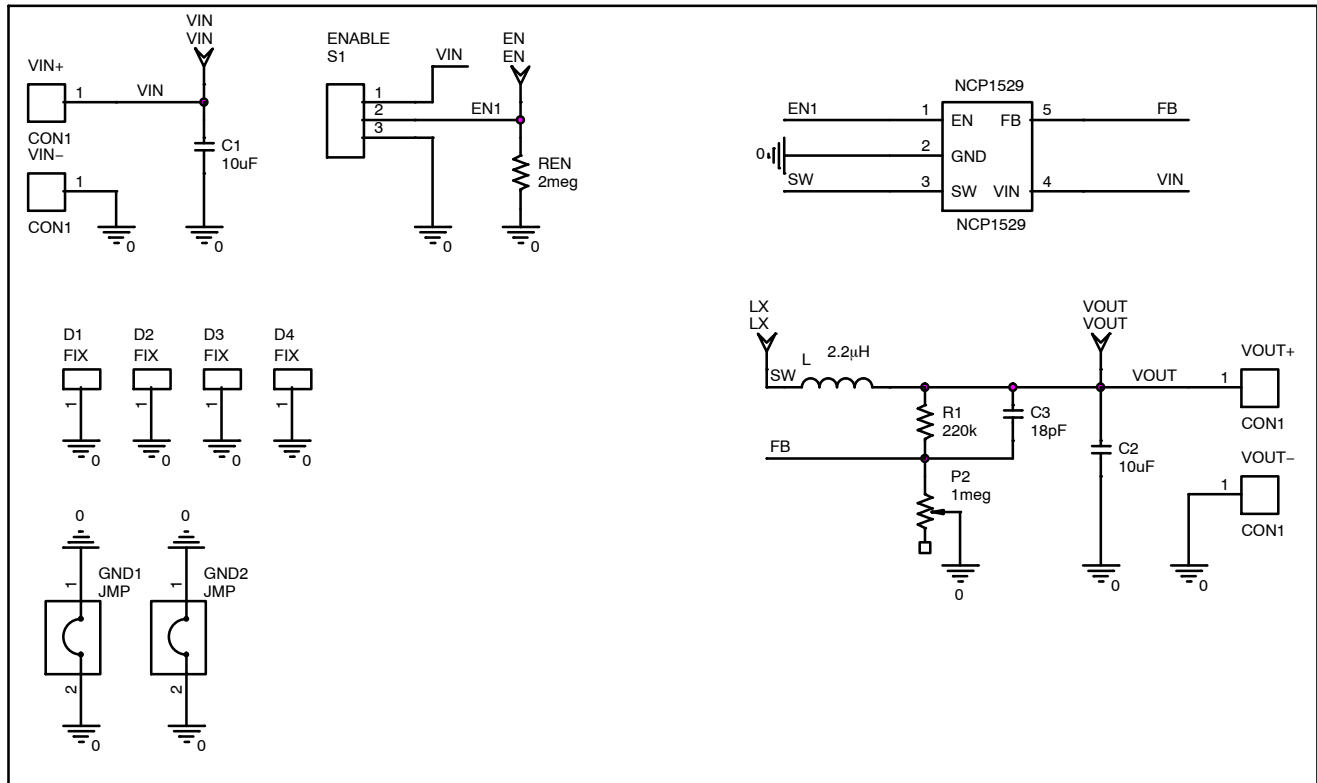 VIN
VIN
VIN+
1
VIN
CON1
C1
10uF
VIN−
1
CON1
0
0
ENABLE
S1
VIN
1
2
3
EN1
EN
EN
REN
2meg
0
0
NCP1529
EN1
1
EN
FB
5
FB
0
2
GND
SW
3
SW
VIN
4
VIN
NCP1529
D1
FIX
1
0
D2
FIX
1
0
D3
FIX
1
0
D4
FIX
1
0
LX
LX
SW
L
2.2μH
VOUT
VOUT
VOUT
1
VOUT+
CON1
R1
220k
C3
18pF
FB
C2
10uF
P2
1meg
0
0
VOUT−
1
CON1
0
0
1
GND1
JMP
2
0
0
1
GND2
JMP
2
0